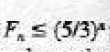 Fₙ ≤ (5/3)ⁿ